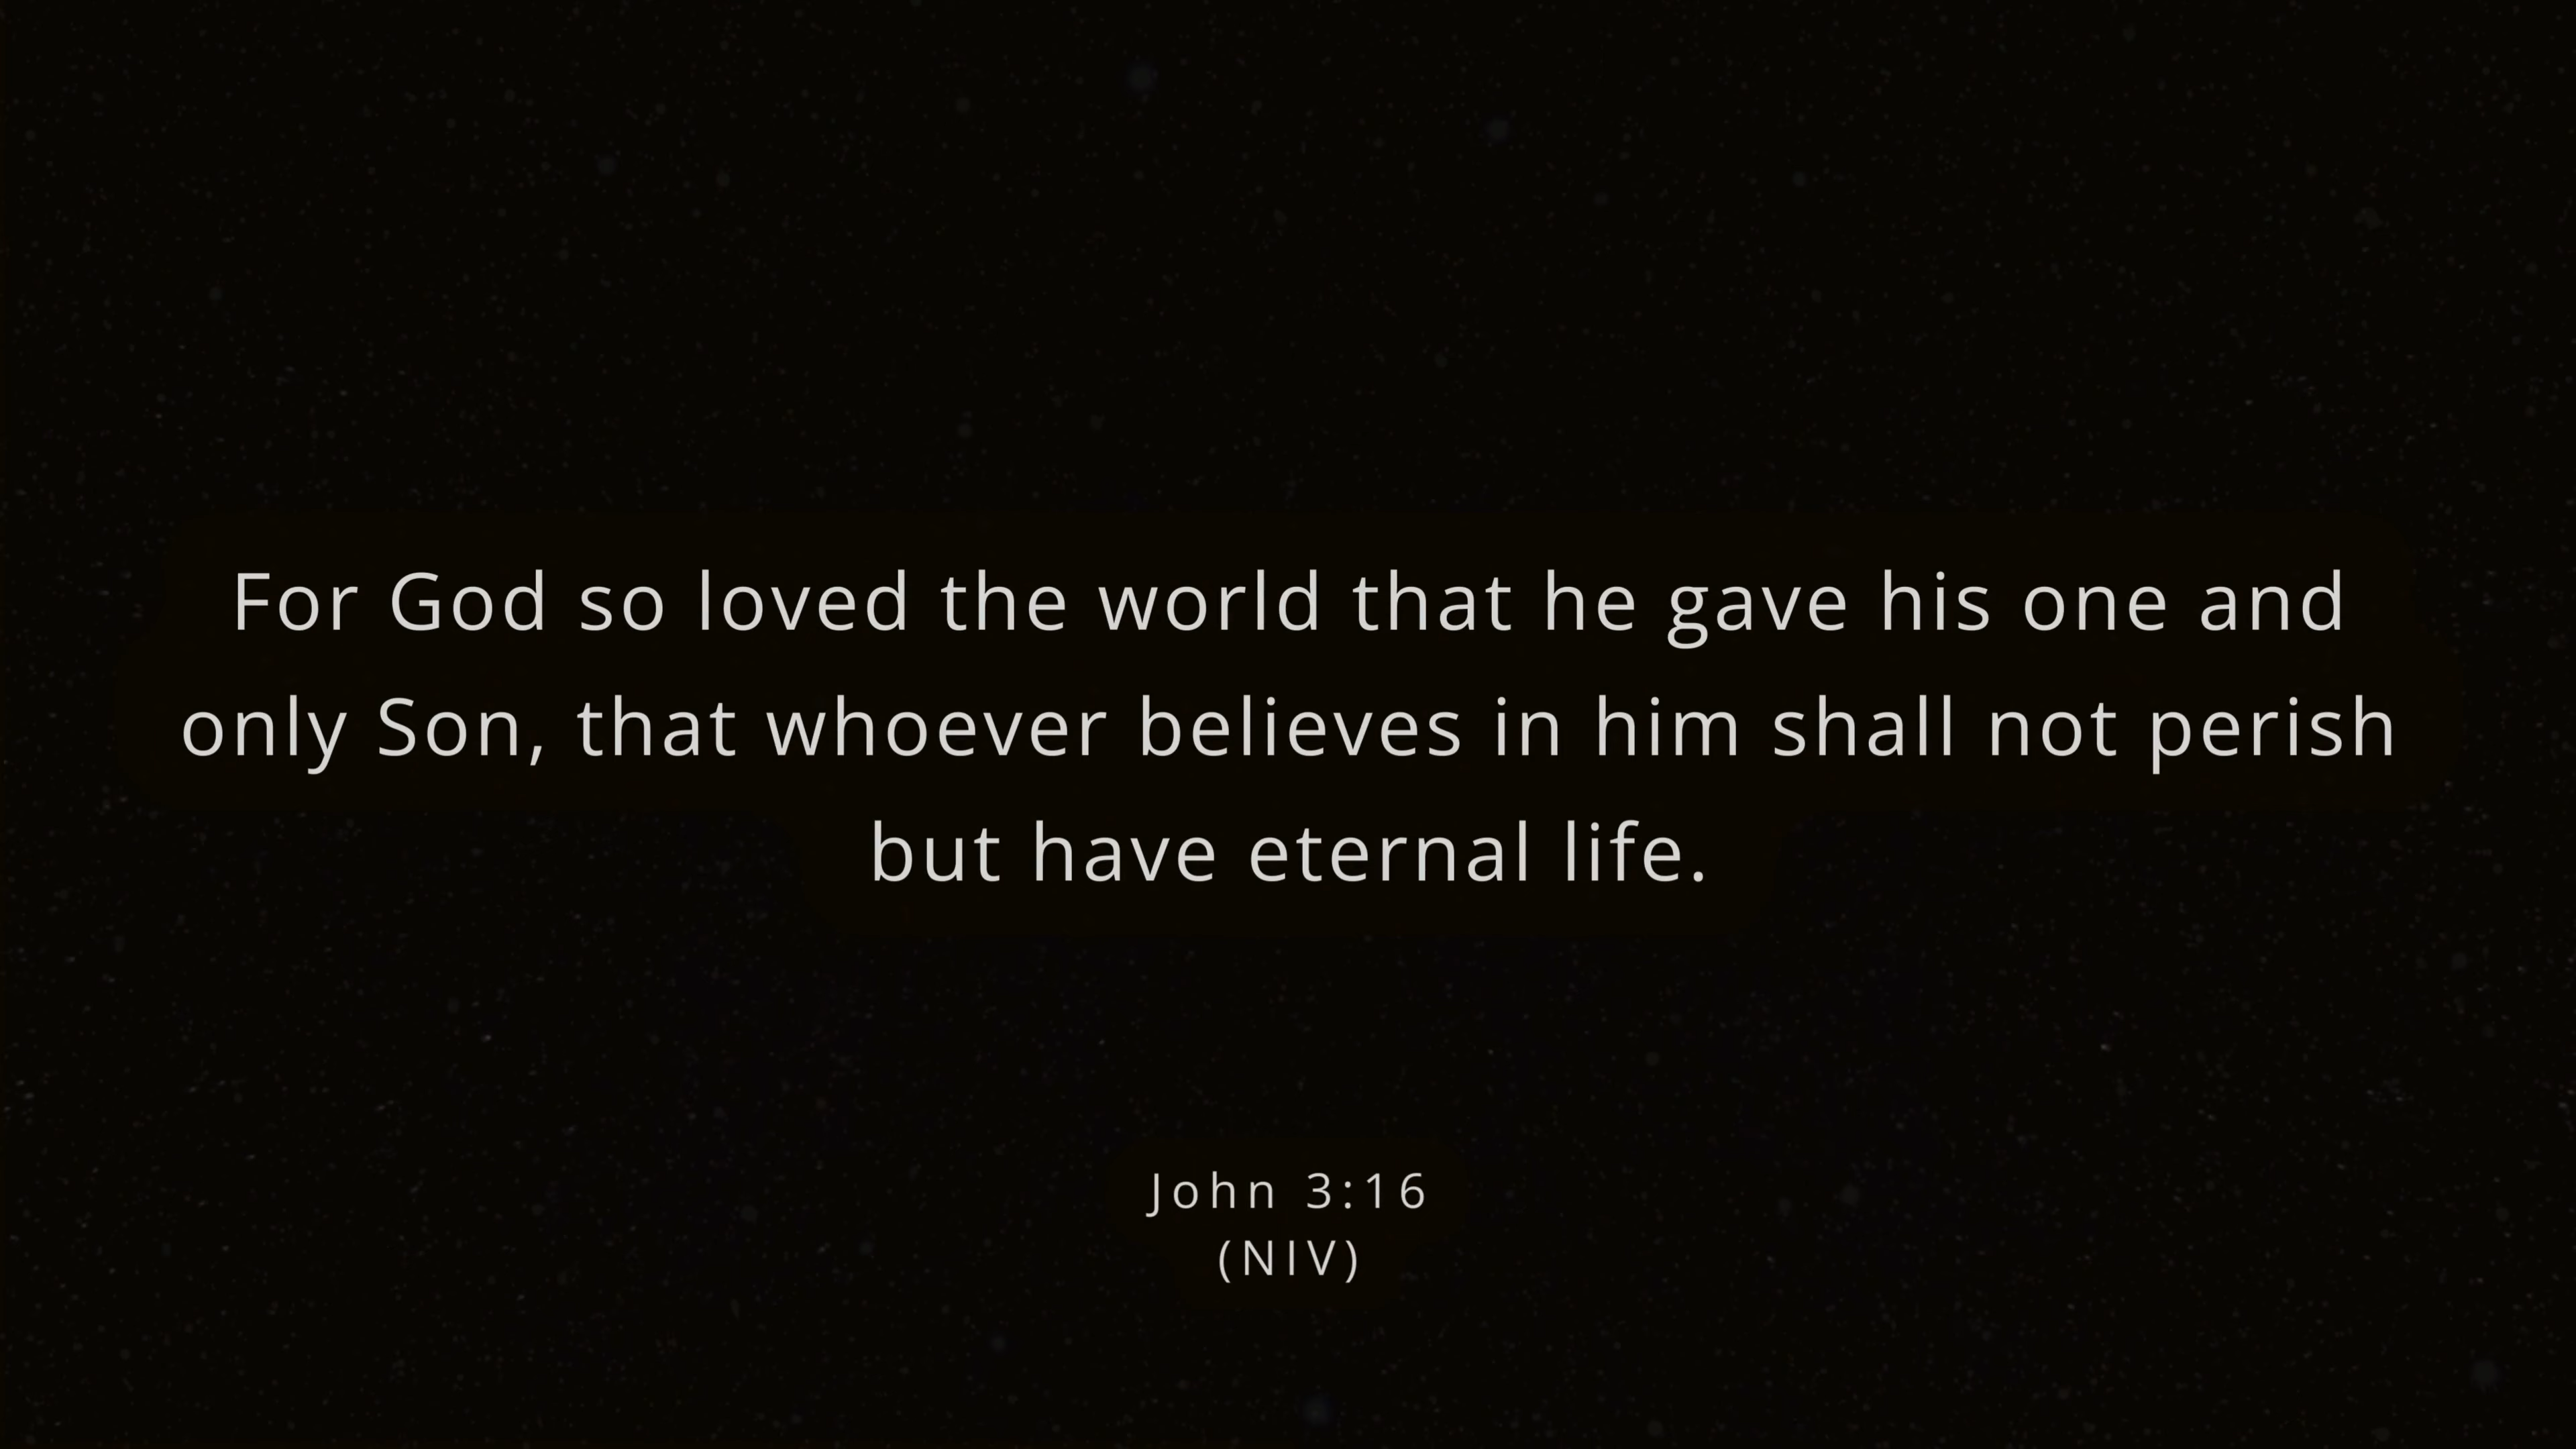 For God so loved the world that he gave his one and
only Son, that whoever believes in him shall not perish
but have eternal life.
John 3:16
(NIV)